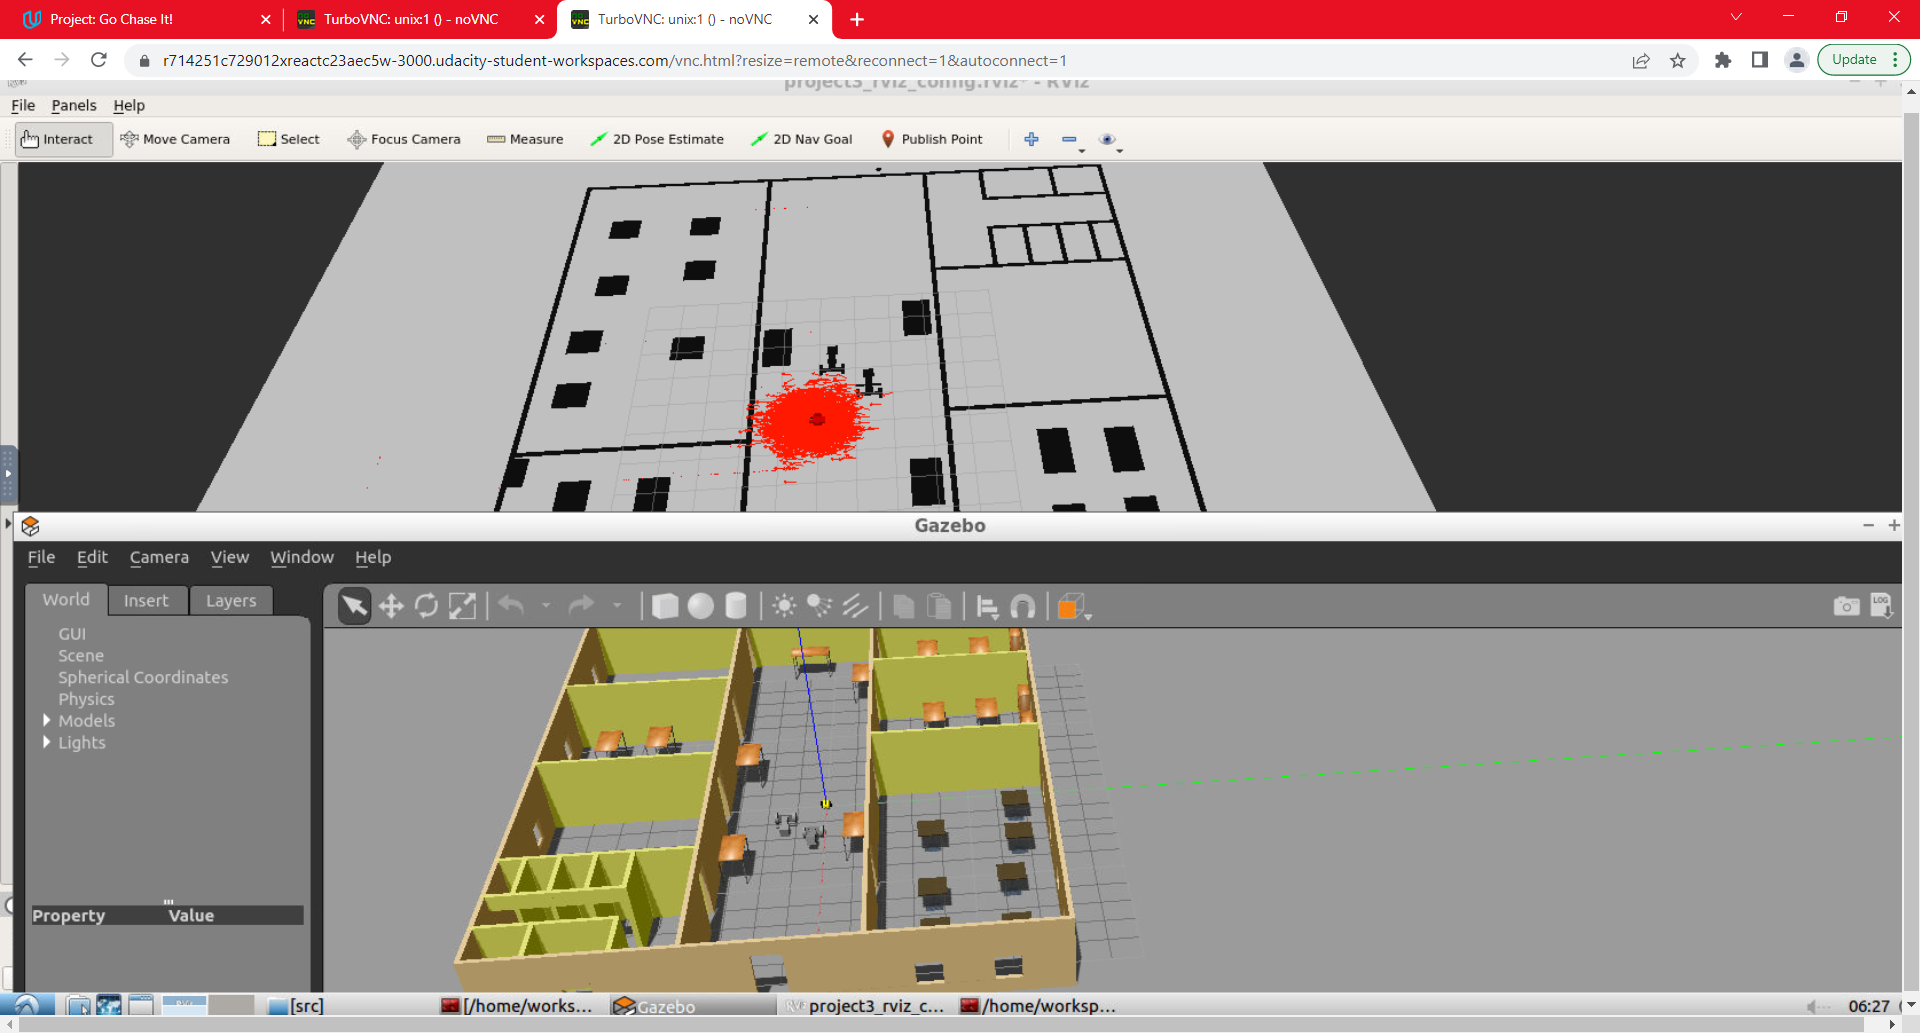 Project: Go Chase It!
TurboVNC: unix:1 () - noVNC
TurboVNC: unix:1 () - noVNC
r714251c729012xreactc23aec5w-3000.udacity-student-workspaces.com/vnc.html?resize=remote&reconnect=1&autoconnect=1
Update
project3_rviz_config.rviz* - RViz
File Panels Help
Interact Move Camera Select Focus Camera Measure 2D Pose Estimate 2D Nav Goal Publish Point
Gazebo
File Edit Camera View Window Help
World Insert Layers
LOG
GUI
Scene
Spherical Coordinates
Physics
Models
Lights
Property Value
[src] [/home/works... Gazebo project3_rviz_c... /home/worksp... 06:27